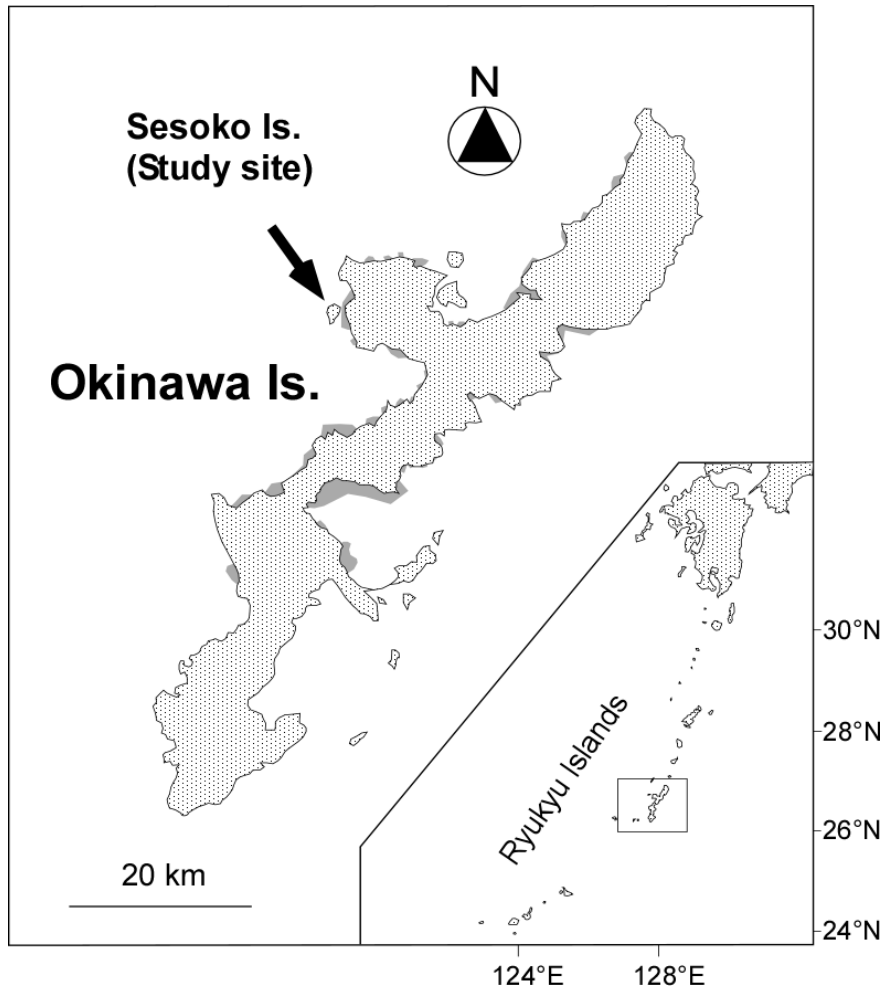 N
Sesoko Is.
(Study site)
Okinawa Is.
20 km
Ryukyu Islands
30°N
28°N
26°N
24°N
124°E
128°E